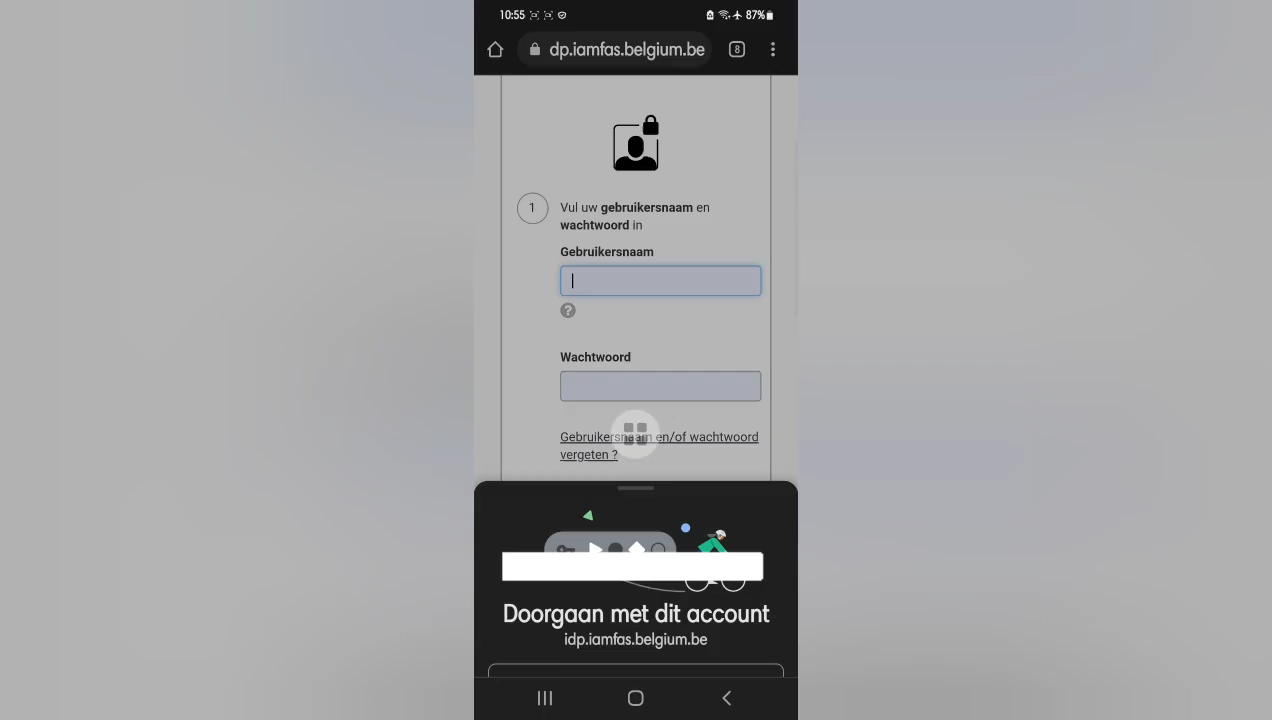 10:55 87%
dp.iamfas.belgium.be 8
1 Vul uw gebruikersnaam en
wachtwoord in
Gebruikersnaam
?
Wachtwoord
Gebruikersnaam en/of wachtwoord
vergeten ?
Doorgaan met dit account
idp.iamfas.belgium.be